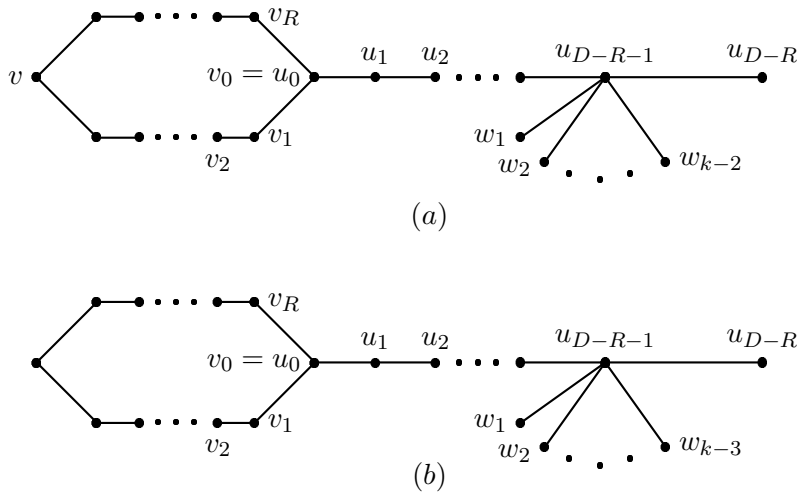 v_R
u_1 u_2 u_{D−R−1} u_{D−R}
v v_0 = u_0
v_1 w_1
v_2 w_2 w_{k−2}
(a)
v_R
u_1 u_2 u_{D−R−1} u_{D−R}
v_0 = u_0
v_1 w_1
v_2 w_2 w_{k−3}
(b)